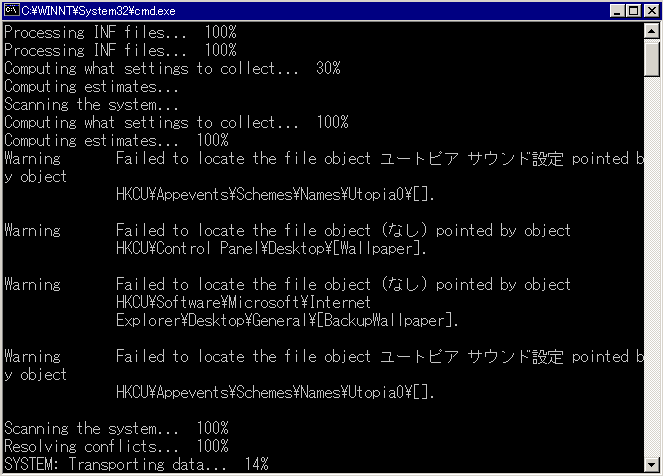 C:¥WINNT¥System32¥cmd.exe
Processing INF files...  100%
Processing INF files...  100%
Computing what settings to collect...  30%
Computing estimates...
Scanning the system...
Computing what settings to collect...  100%
Computing estimates...  100%
Warning       Failed to locate the file object ユートピア サウンド設定 pointed b
y object
              HKCU¥Appevents¥Schemes¥Names¥Utopia0¥[].
Warning       Failed to locate the file object (なし) pointed by object
              HKCU¥Control Panel¥Desktop¥[Wallpaper].
Warning       Failed to locate the file object (なし) pointed by object
              HKCU¥Software¥Microsoft¥Internet
              Explorer¥Desktop¥General¥[BackupWallpaper].
Warning       Failed to locate the file object ユートピア サウンド設定 pointed b
y object
              HKCU¥Appevents¥Schemes¥Names¥Utopia0¥[].
Scanning the system...  100%
Resolving conflicts...  100%
SYSTEM: Transporting data...  14%